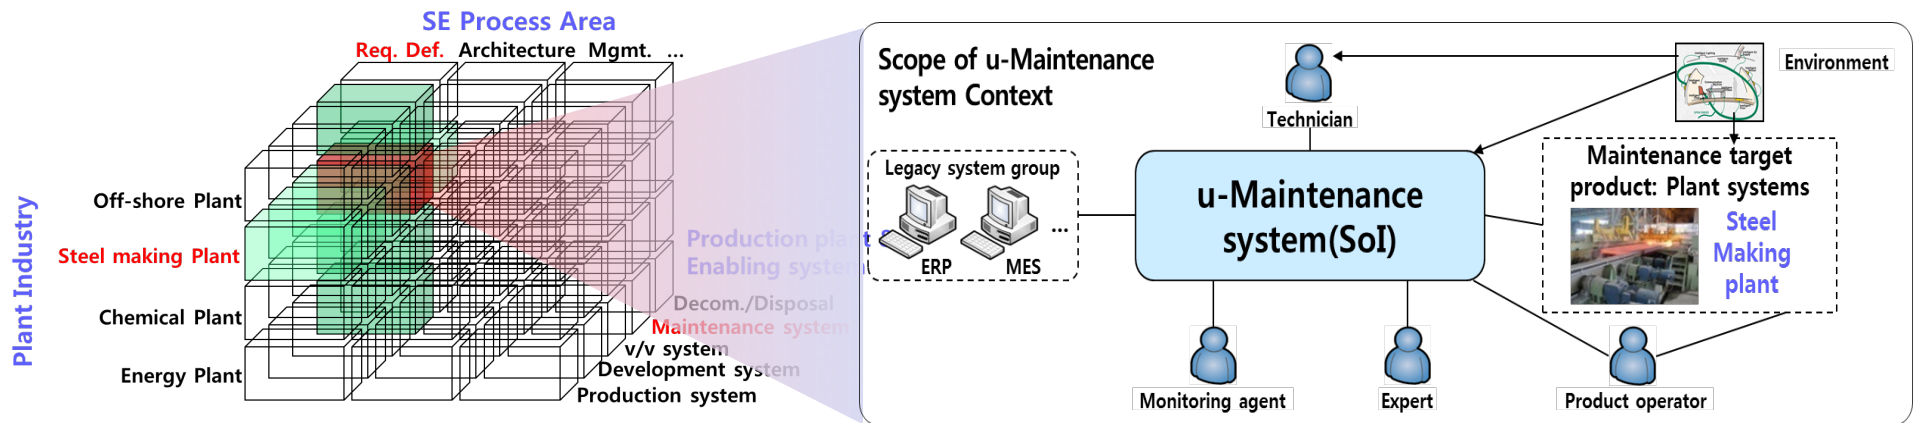 SE Process Area
Req. Def. Architecture Mgmt. ...
Plant Industry
Off-shore Plant
Steel making Plant
Chemical Plant
Energy Plant
Production plant
Enabling system
Decom./Disposal
Maintenance system
v/v system
Development system
Production system
Scope of u-Maintenance
system Context
Technician
Environment
Legacy system group
...
ERP MES
u-Maintenance
system(SoI)
Maintenance target
product: Plant systems
Steel
Making
plant
Monitoring agent
Expert
Product operator